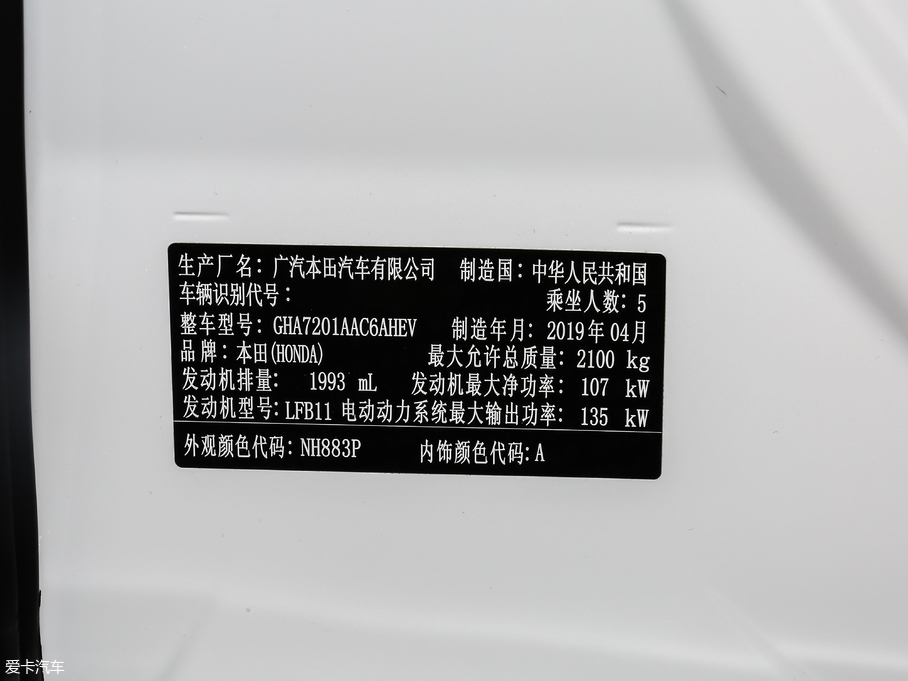 生产厂名：广汽本田汽车有限公司 制造国：中华人民共和国
车辆识别代号： 乘坐人数：5
整车型号：GHA7201AAC6AHEV 制造年月：2019年04月
品牌：本田(HONDA) 最大允许总质量：2100 kg
发动机排量： 1993 mL 发动机最大净功率：107 kW
发动机型号：LFB11 电动动力系统最大输出功率：135 kW
外观颜色代码：NH883P 内饰颜色代码：A
爱卡汽车